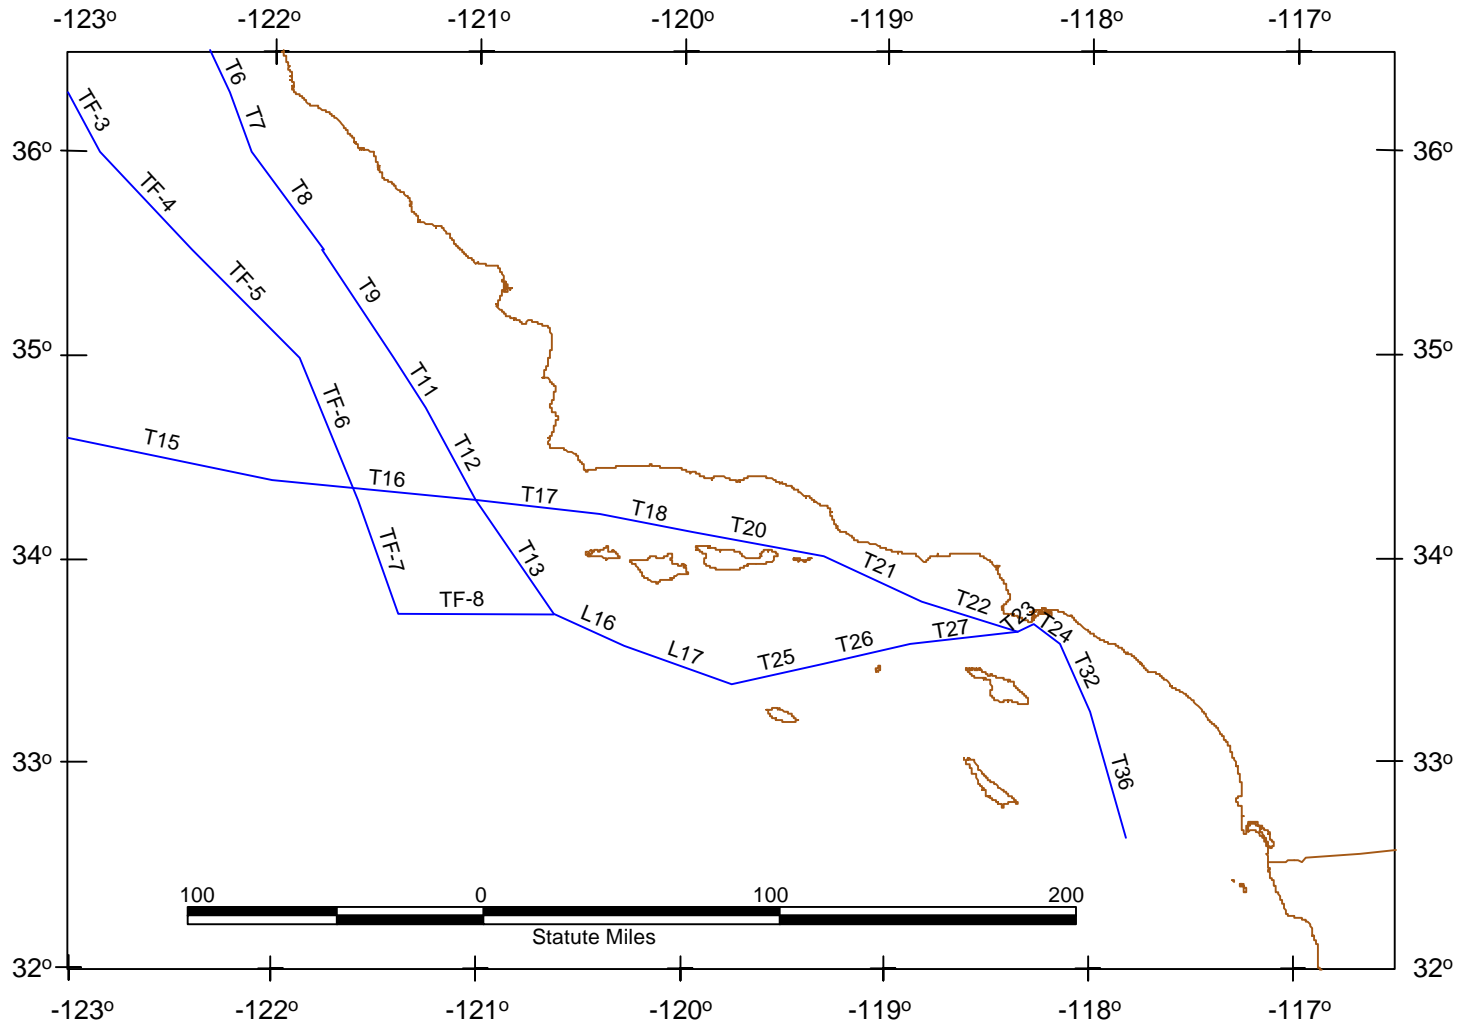 -123º -122º -121º -120º -119º -118º -117º
T6
TF-3
T7
36º 36º
T8
TF-4
TF-5
T9
35º 35º
T11
TF-6
T12
T15
T16
T17
T18
T20
34º 34º
TF-7
T13
T21
TF-8
L16
T22
T23
T24
T27
T26
L17
T25
T32
33º 33º
T36
100 0 100 200
Statute Miles
32º 32º
-123º -122º -121º -120º -119º -118º -117º